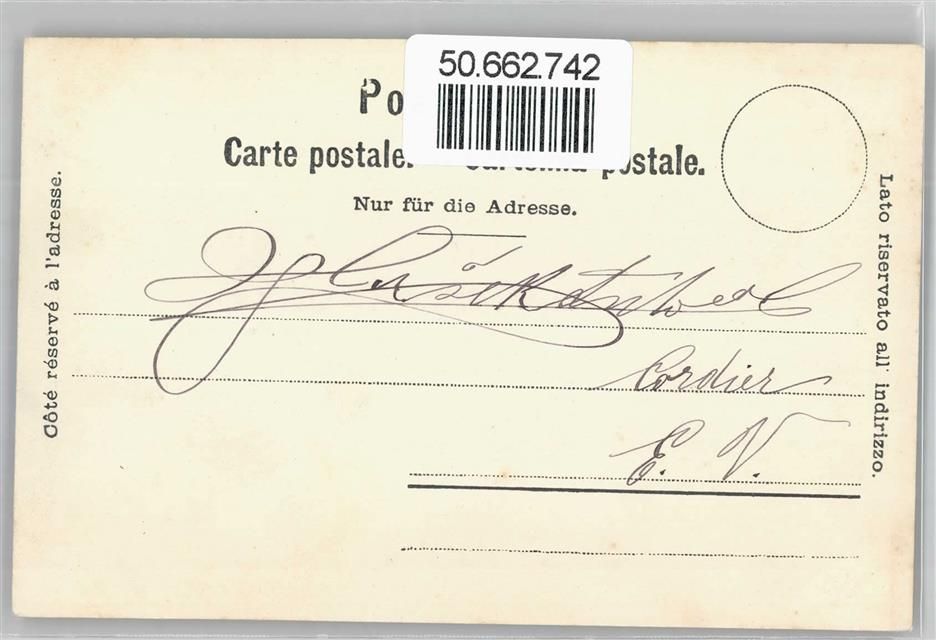 50.662.742
Po
Carte postale. postale.
Nur für die Adresse.
Côté réservé à l'adresse.
Lato riservato all' indirizzo.
Cordier
E. V.